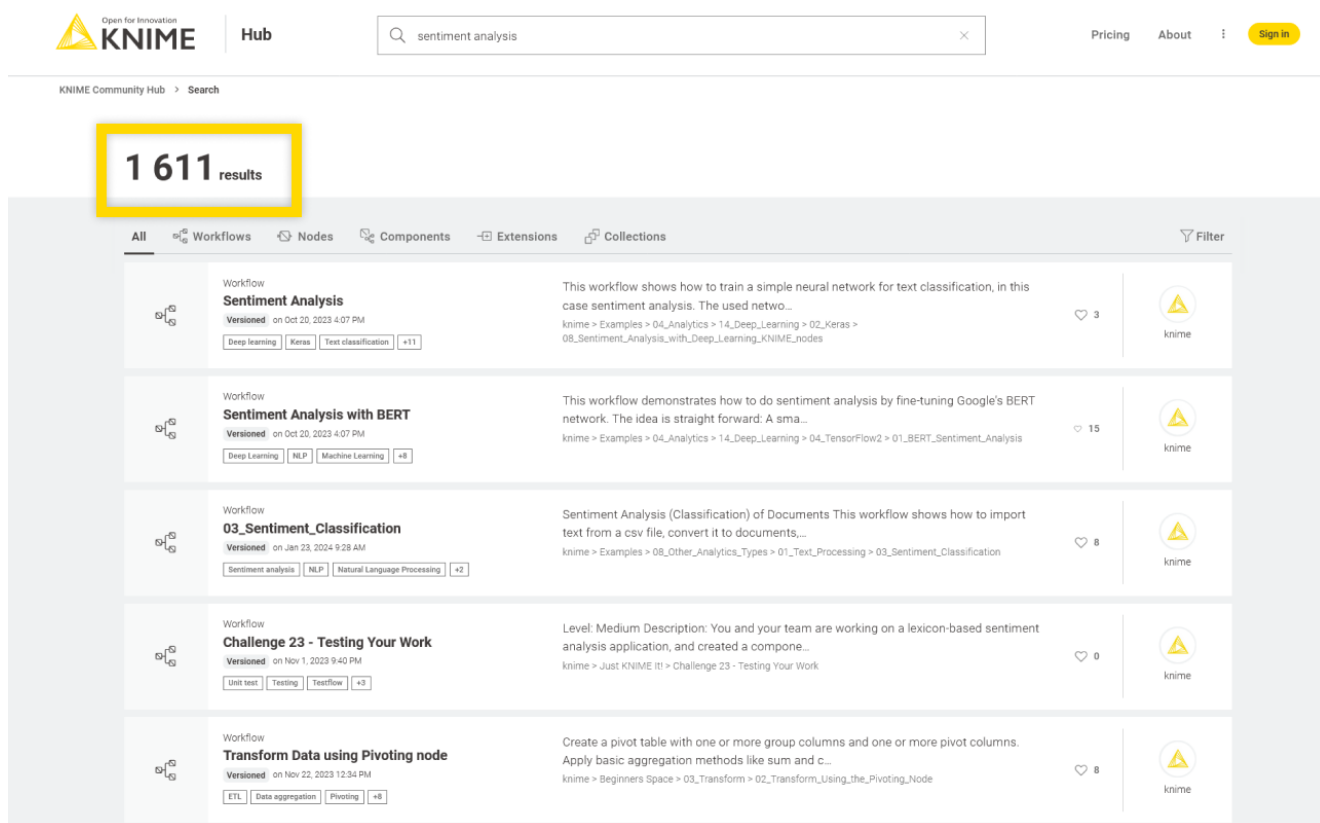 Open for Innovation
KNIME
Hub
sentiment analysis
Pricing
About
Sign in
KNIME Community Hub > Search
1 611 results
All
Workflows
Nodes
Components
Extensions
Collections
Filter
Workflow
Sentiment Analysis
Versioned on Oct 20, 2023 4:07 PM
Deep learning Keras Text classification +11
This workflow shows how to train a simple neural network for text classification, in this
case sentiment analysis. The used netwo...
knime > Examples > 04_Analytics > 14_Deep_Learning > 02_Keras >
08_Sentiment_Analysis_with_Deep_Learning_KNIME_nodes
3
knime
Workflow
Sentiment Analysis with BERT
Versioned on Oct 20, 2023 4:07 PM
Deep Learning NLP Machine Learning +8
This workflow demonstrates how to do sentiment analysis by fine-tuning Google's BERT
network. The idea is straight forward: A sma...
knime > Examples > 04_Analytics > 14_Deep_Learning > 04_TensorFlow2 > 01_BERT_Sentiment_Analysis
15
knime
Workflow
03_Sentiment_Classification
Versioned on Jan 23, 2024 9:28 AM
Sentiment analysis NLP Natural Language Processing +2
Sentiment Analysis (Classification) of Documents This workflow shows how to import
text from a csv file, convert it to documents,...
knime > Examples > 08_Other_Analytics_Types > 01_Text_Processing > 03_Sentiment_Classification
8
knime
Workflow
Challenge 23 - Testing Your Work
Versioned on Nov 1, 2023 9:40 PM
Unit test Testing Testflow +3
Level: Medium Description: You and your team are working on a lexicon-based sentiment
analysis application, and created a compone...
knime > Just KNIME It! > Challenge 23 - Testing Your Work
0
knime
Workflow
Transform Data using Pivoting node
Versioned on Nov 22, 2023 12:34 PM
ETL Data aggregation Pivoting +8
Create a pivot table with one or more group columns and one or more pivot columns.
Apply basic aggregation methods like sum and c...
knime > Beginners Space > 03_Transform > 02_Transform_Using_the_Pivoting_Node
8
knime